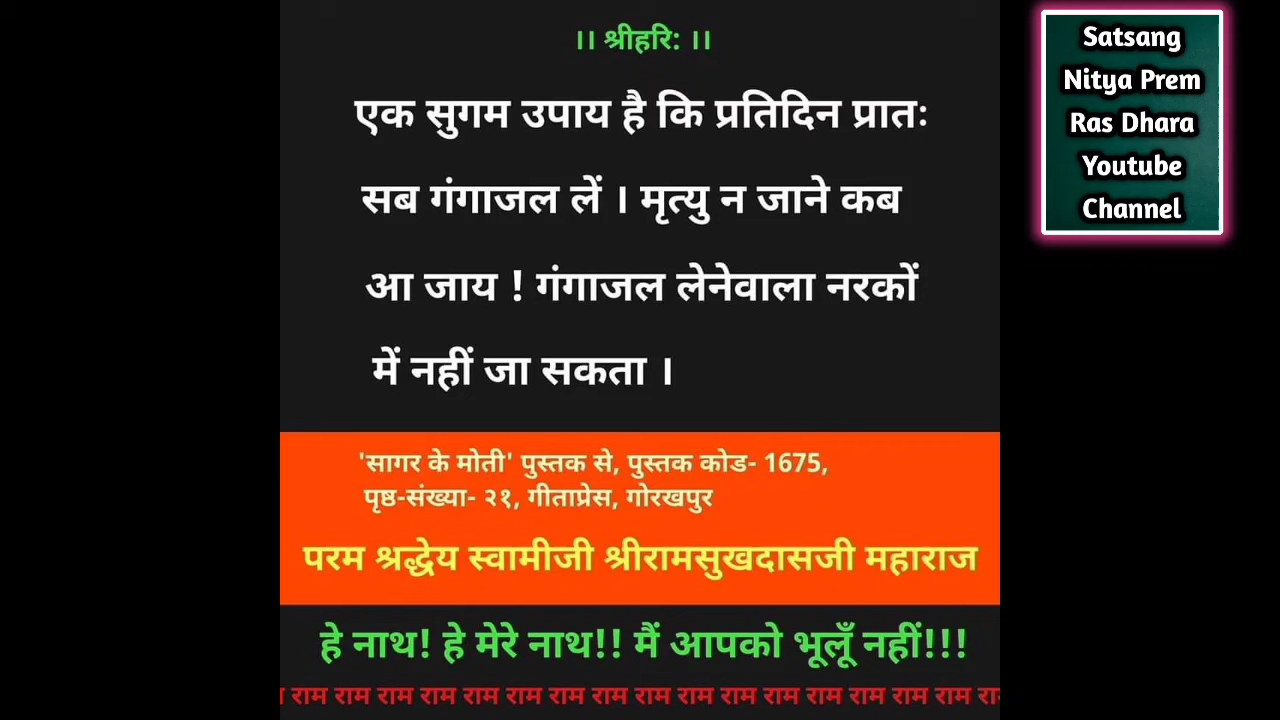 ।। श्रीहरि: ।।
एक सुगम उपाय है कि प्रतिदिन प्रातः
सब गंगाजल लें । मृत्यु न जाने कब
आ जाय ! गंगाजल लेनेवाला नरकों
में नहीं जा सकता ।
'सागर के मोती' पुस्तक से, पुस्तक कोड- 1675,
पृष्ठ-संख्या- २१, गीताप्रेस, गोरखपुर
परम श्रद्धेय स्वामीजी श्रीरामसुखदासजी महाराज
हे नाथ! हे मेरे नाथ!! मैं आपको भूलूँ नहीं!!!
राम राम राम राम राम राम राम राम राम राम राम राम राम राम राम राम
Satsang
Nitya Prem
Ras Dhara
Youtube
Channel